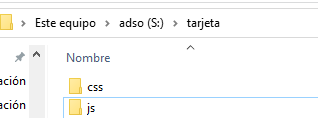 Este equipo > adso (S:) > tarjeta
Nombre
ación
css
ación
js